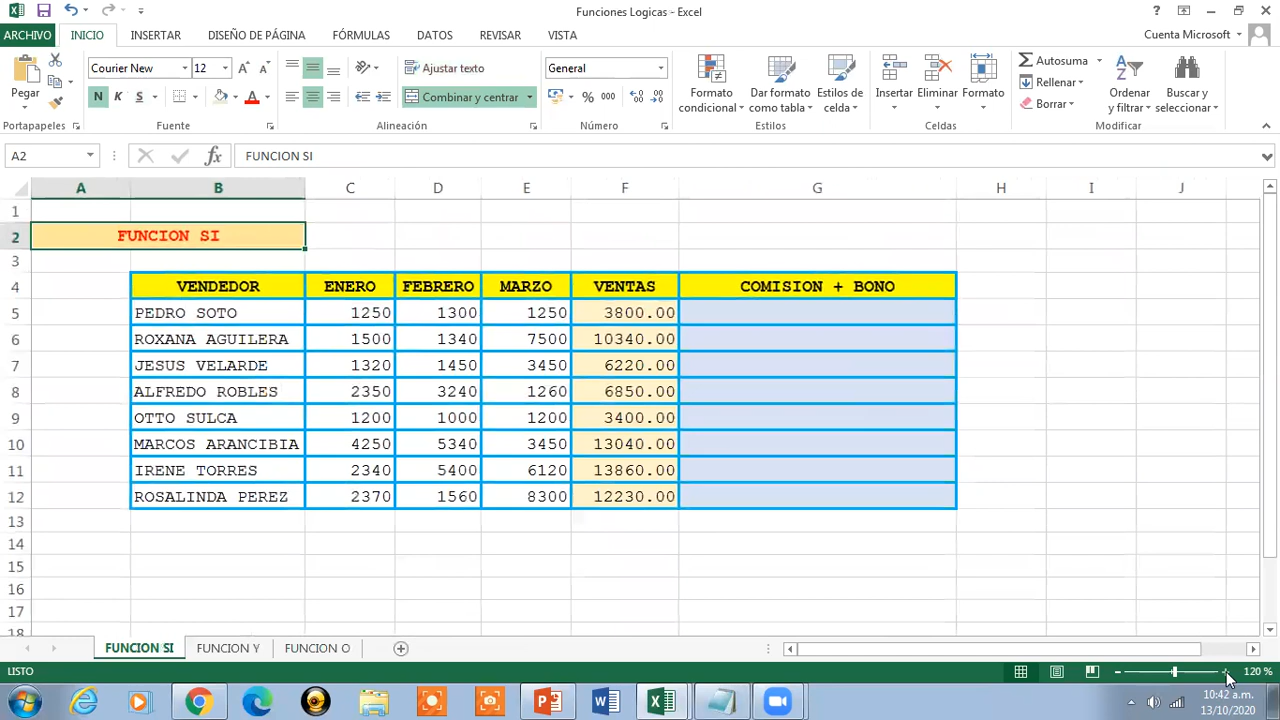 Funciones Logicas - Excel
ARCHIVO INICIO INSERTAR DISEÑO DE PÁGINA FÓRMULAS DATOS REVISAR VISTA Cuenta Microsoft
Pegar
Courier New 12
N K S
Ajustar texto
Combinar y centrar
General
% 000
Formato condicional
Dar formato como tabla
Estilos de celda
Insertar
Eliminar
Formato
Autosuma
Rellenar
Borrar
Ordenar y filtrar
Buscar y seleccionar
Portapapeles Fuente Alineación Número Estilos Celdas Modificar
A2 fx FUNCION SI
A B C D E F G H I J
1
2 FUNCION SI
3
4 VENDEDOR ENERO FEBRERO MARZO VENTAS COMISION + BONO
5 PEDRO SOTO 1250 1300 1250 3800.00
6 ROXANA AGUILERA 1500 1340 7500 10340.00
7 JESUS VELARDE 1320 1450 3450 6220.00
8 ALFREDO ROBLES 2350 3240 1260 6850.00
9 OTTO SULCA 1200 1000 1200 3400.00
10 MARCOS ARANCIBIA 4250 5340 3450 13040.00
11 IRENE TORRES 2340 5400 6120 13860.00
12 ROSALINDA PEREZ 2370 1560 8300 12230.00
13
14
15
16
17
18
FUNCION SI FUNCION Y FUNCION O
LISTO 120 %
10:42 a.m.
13/10/2020